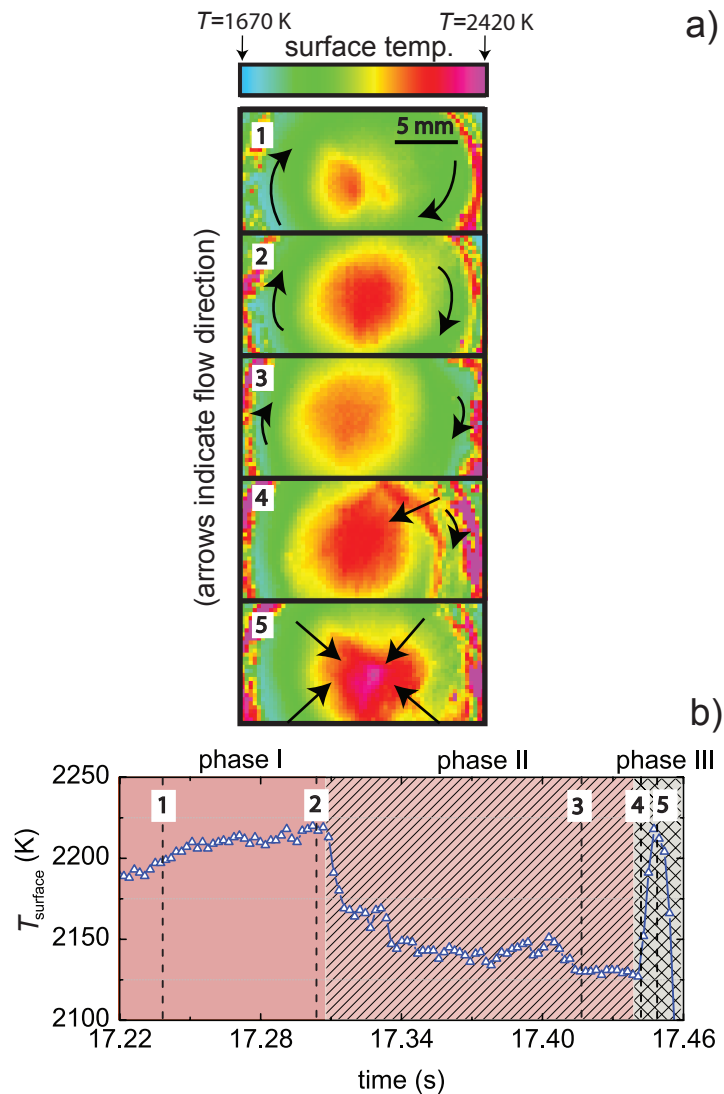 a)
T=1670 K T=2420 K
surface temp.
1
5 mm
2
3
4
5
(arrows indicate flow direction)
b)
phase I phase II phase III
2250
2200
2150
2100
T surface (K)
1 2 3 4 5
17.22 17.28 17.34 17.40 17.46
time (s)